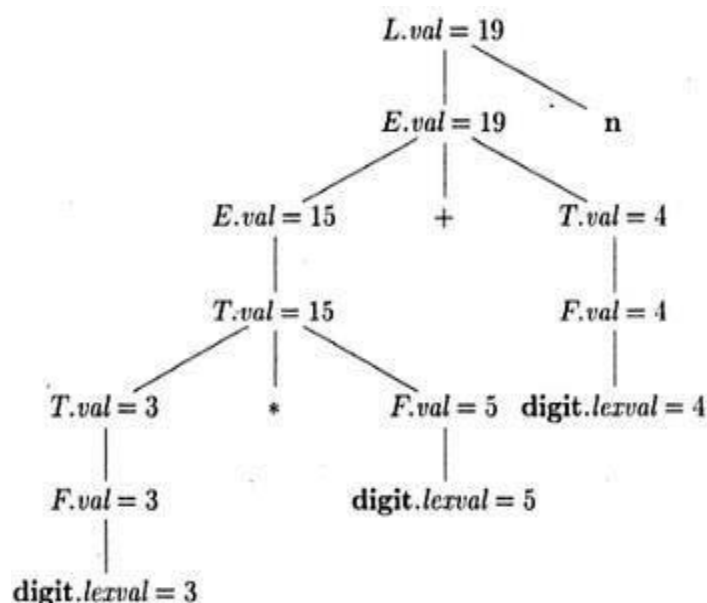 L.val = 19
E.val = 19 n
E.val = 15 + T.val = 4
T.val = 15 F.val = 4
T.val = 3 * F.val = 5 digit.lexval = 4
F.val = 3 digit.lexval = 5
digit.lexval = 3